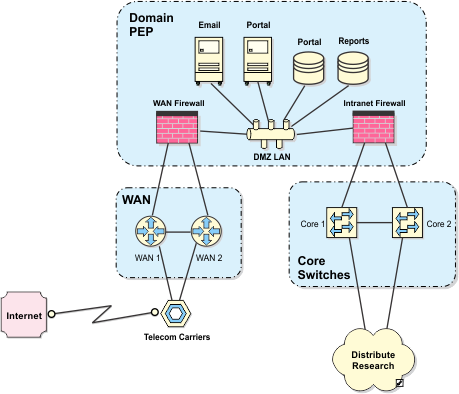 Domain
PEP
Email
Portal
Portal
Reports
WAN Firewall
Intranet Firewall
DMZ LAN
WAN
WAN 1
WAN 2
Core 1
Core 2
Core
Switches
Internet
Telecom Carriers
Distribute
Research